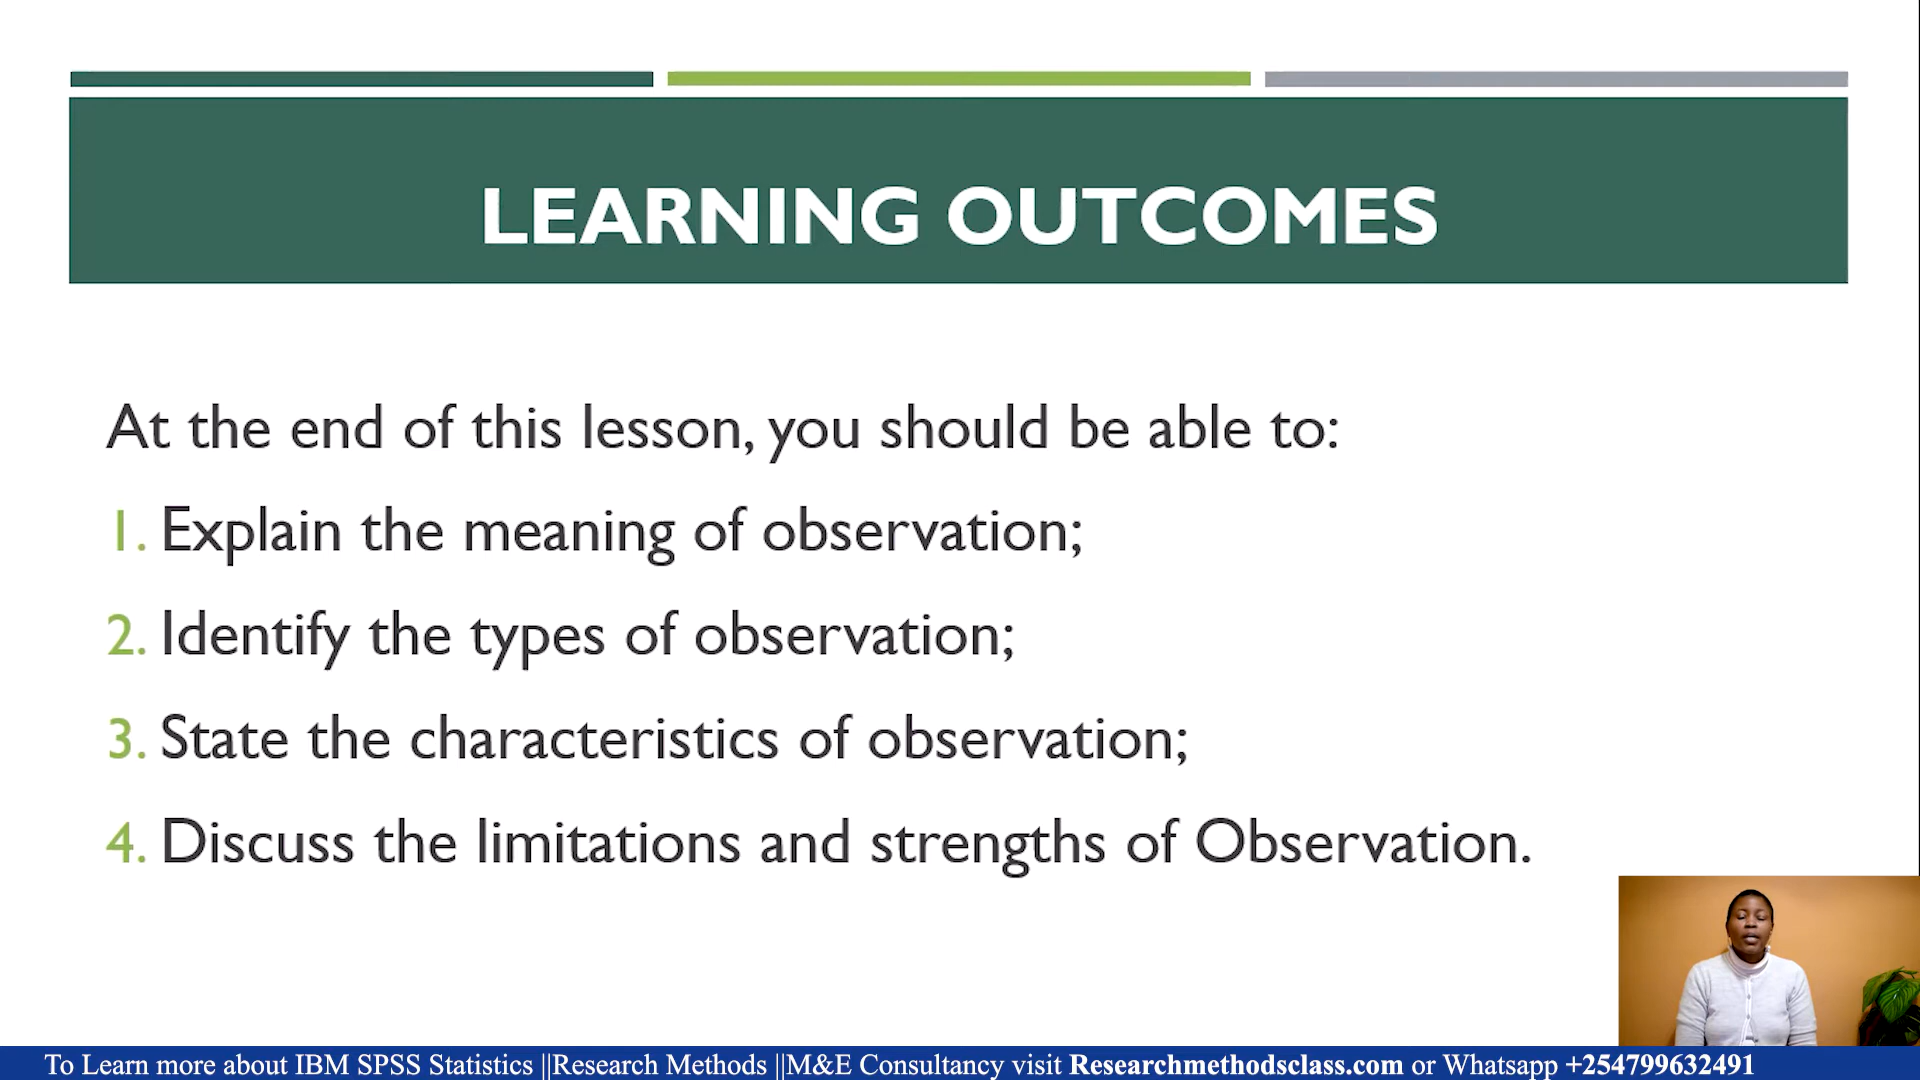 LEARNING OUTCOMES
At the end of this lesson, you should be able to:
1. Explain the meaning of observation;
2. Identify the types of observation;
3. State the characteristics of observation;
4. Discuss the limitations and strengths of Observation.
To Learn more about IBM SPSS Statistics ||Research Methods ||M&E Consultancy visit Researchmethodsclass.com or Whatsapp +254799632491